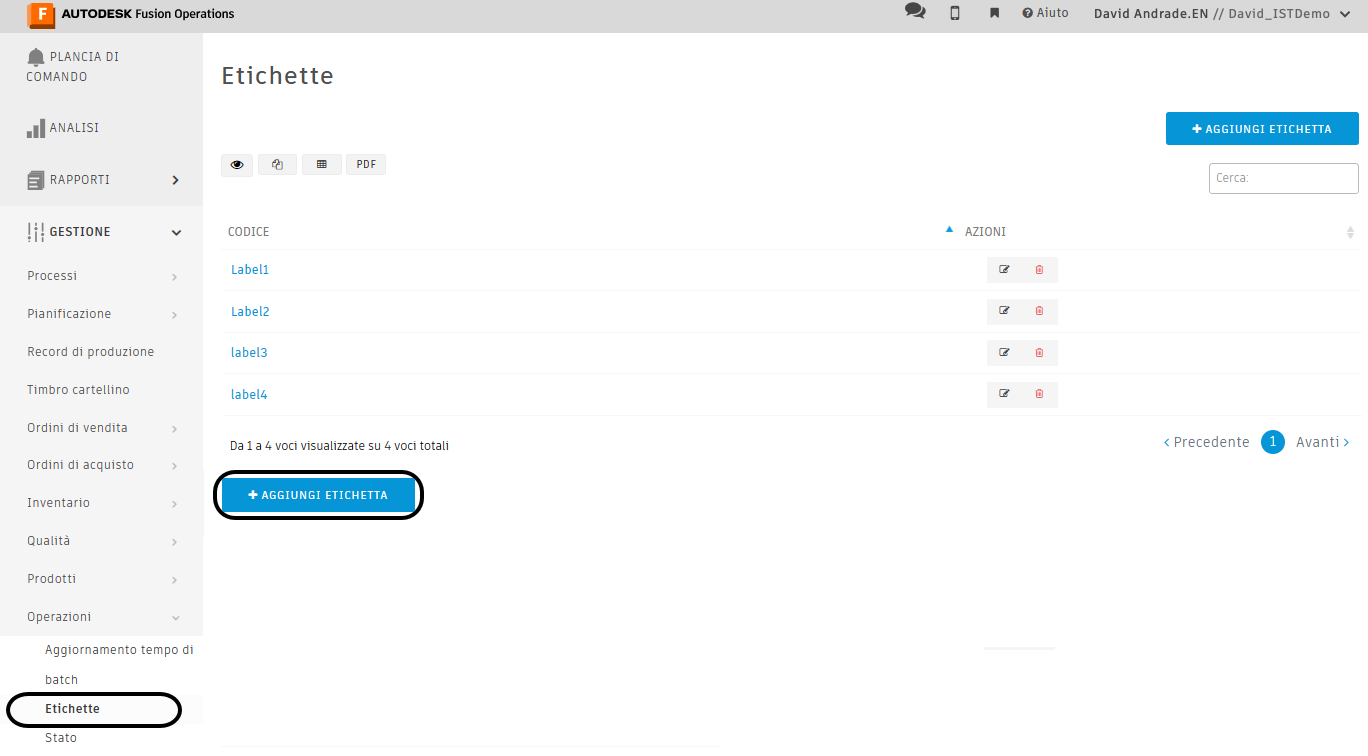 F AUTODESK Fusion Operations
Aiuto
David Andrade.EN // David_ISTDemo
PLANCIA DI
COMANDO
ANALISI
RAPPORTI
GESTIONE
Processi
Pianificazione
Record di produzione
Timbro cartellino
Ordini di vendita
Ordini di acquisto
Inventario
Qualità
Prodotti
Operazioni
Aggiornamento tempo di
batch
Etichette
Stato
Etichette
+ AGGIUNGI ETICHETTA
PDF
Cerca:
CODICE AZIONI
Label1
Label2
label3
label4
Da 1 a 4 voci visualizzate su 4 voci totali
‹ Precedente 1 Avanti ›
+ AGGIUNGI ETICHETTA